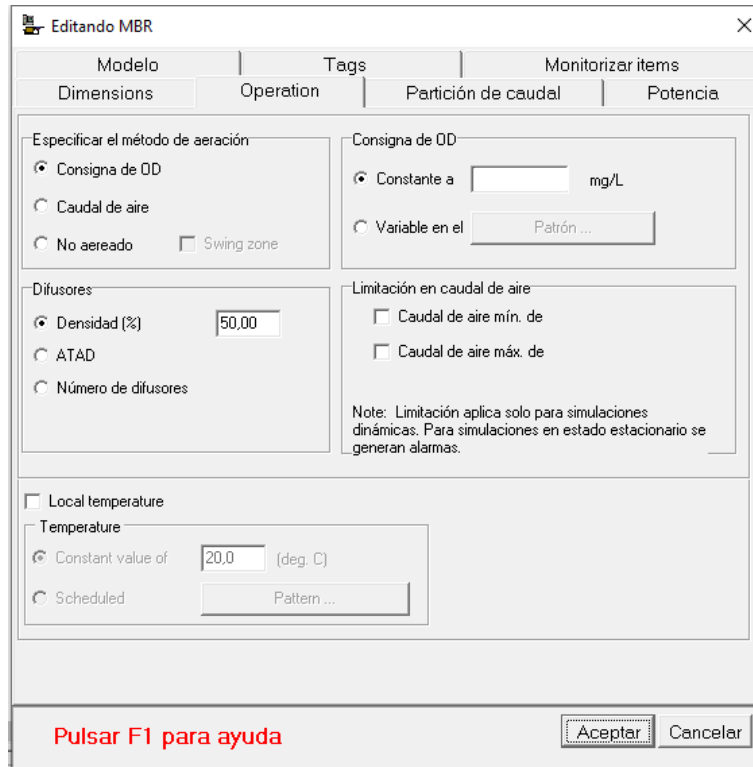 Editando MBR
Modelo
Tags
Monitorizar items
Dimensions
Operation
Partición de caudal
Potencia
Especificar el método de aeración
Consigna de OD
Caudal de aire
No aereado
Swing zone
Consigna de OD
Constante a
mg/L
Variable en el
Patrón ...
Difusores
Densidad (%)
50,00
ATAD
Número de difusores
Limitación en caudal de aire
Caudal de aire mín. de
Caudal de aire máx. de
Note: Limitación aplica solo para simulaciones
dinámicas. Para simulaciones en estado estacionario se
generan alarmas.
Local temperature
Temperature
Constant value of
20,0
(deg. C)
Scheduled
Pattern ...
Pulsar F1 para ayuda
Aceptar
Cancelar